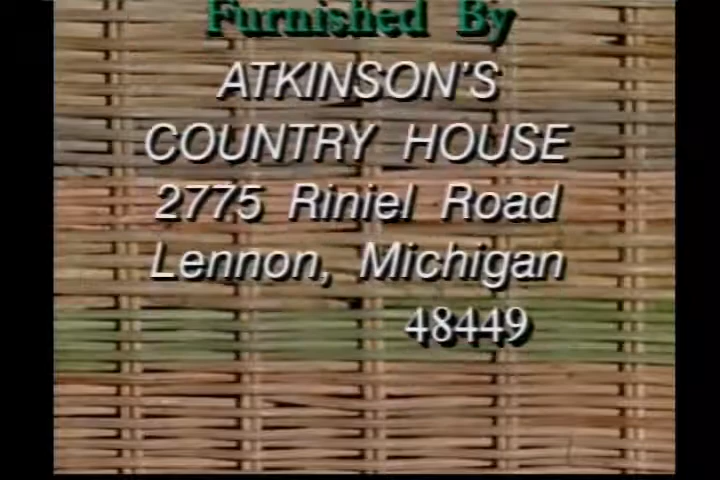 Furnished By
ATKINSON'S
COUNTRY HOUSE
2775 Riniel Road
Lennon, Michigan
48449